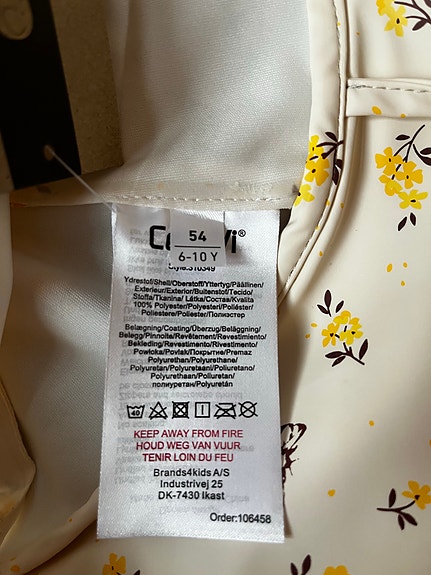 54
6-10 Y
Style:310349
Ydrestof/Shell/Oberstoff/Yttertyg/Päällinen/
Exterieur/Exterior/Buitenstof/Tecido/
Stoffa/Tkanina/ Látka/Состав/Kvalita
100% Polyester/Polyesteri/Poliéster/
Poliestere/Poliester/Полиэстер
Belægning/Coating/Überzug/Beläggning/
Belegg/Pinnoite/Revêtement/Revestimiento/
Bekleding/Revestimento/Rivestimento/
Powłoka/Povlak/Покрытие/Premaz
Polyurethan/Polyurethane/
Polyuretan/Polyuretaani/Poliuretano/
Polyurethaan/Poliuretan/
полиуретан/Polyuretán
40
KEEP AWAY FROM FIRE
HOUD WEG VAN VUUR
TENIR LOIN DU FEU
Brands4kids A/S
Industrivej 25
DK-7430 Ikast
Order:106458